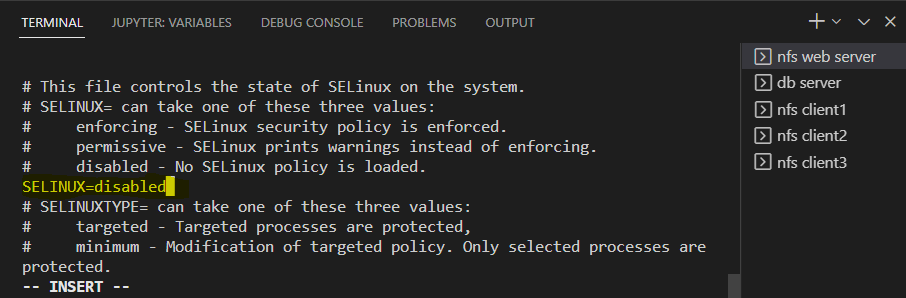 TERMINAL JUPYTER: VARIABLES DEBUG CONSOLE PROBLEMS OUTPUT
# This file controls the state of SELinux on the system.
# SELINUX= can take one of these three values:
#     enforcing - SELinux security policy is enforced.
#     permissive - SELinux prints warnings instead of enforcing.
#     disabled - No SELinux policy is loaded.
SELINUX=disabled
# SELINUXTYPE= can take one of these three values:
#     targeted - Targeted processes are protected,
#     minimum - Modification of targeted policy. Only selected processes are
protected.
-- INSERT --
nfs web server
db server
nfs client1
nfs client2
nfs client3